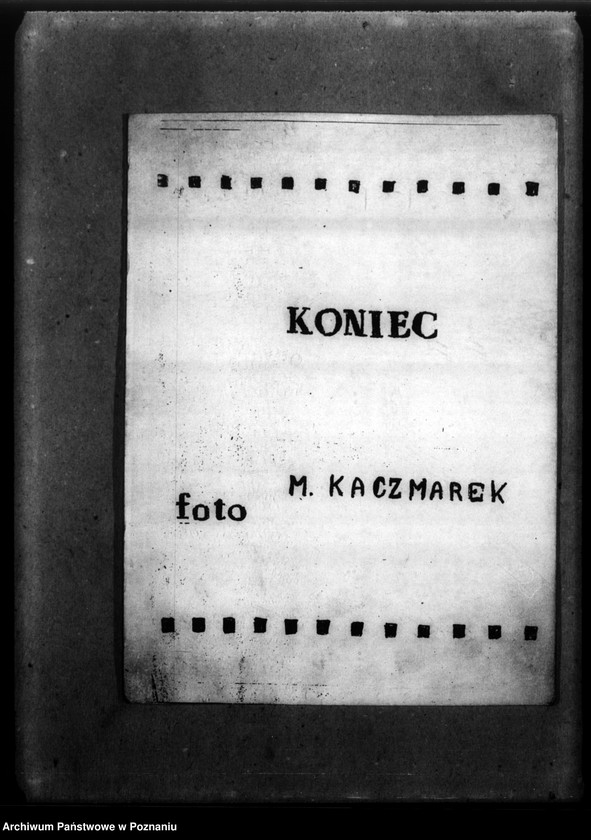 KONIEC
M. KACZMAREK
foto
Archiwum Państwowe w Poznaniu